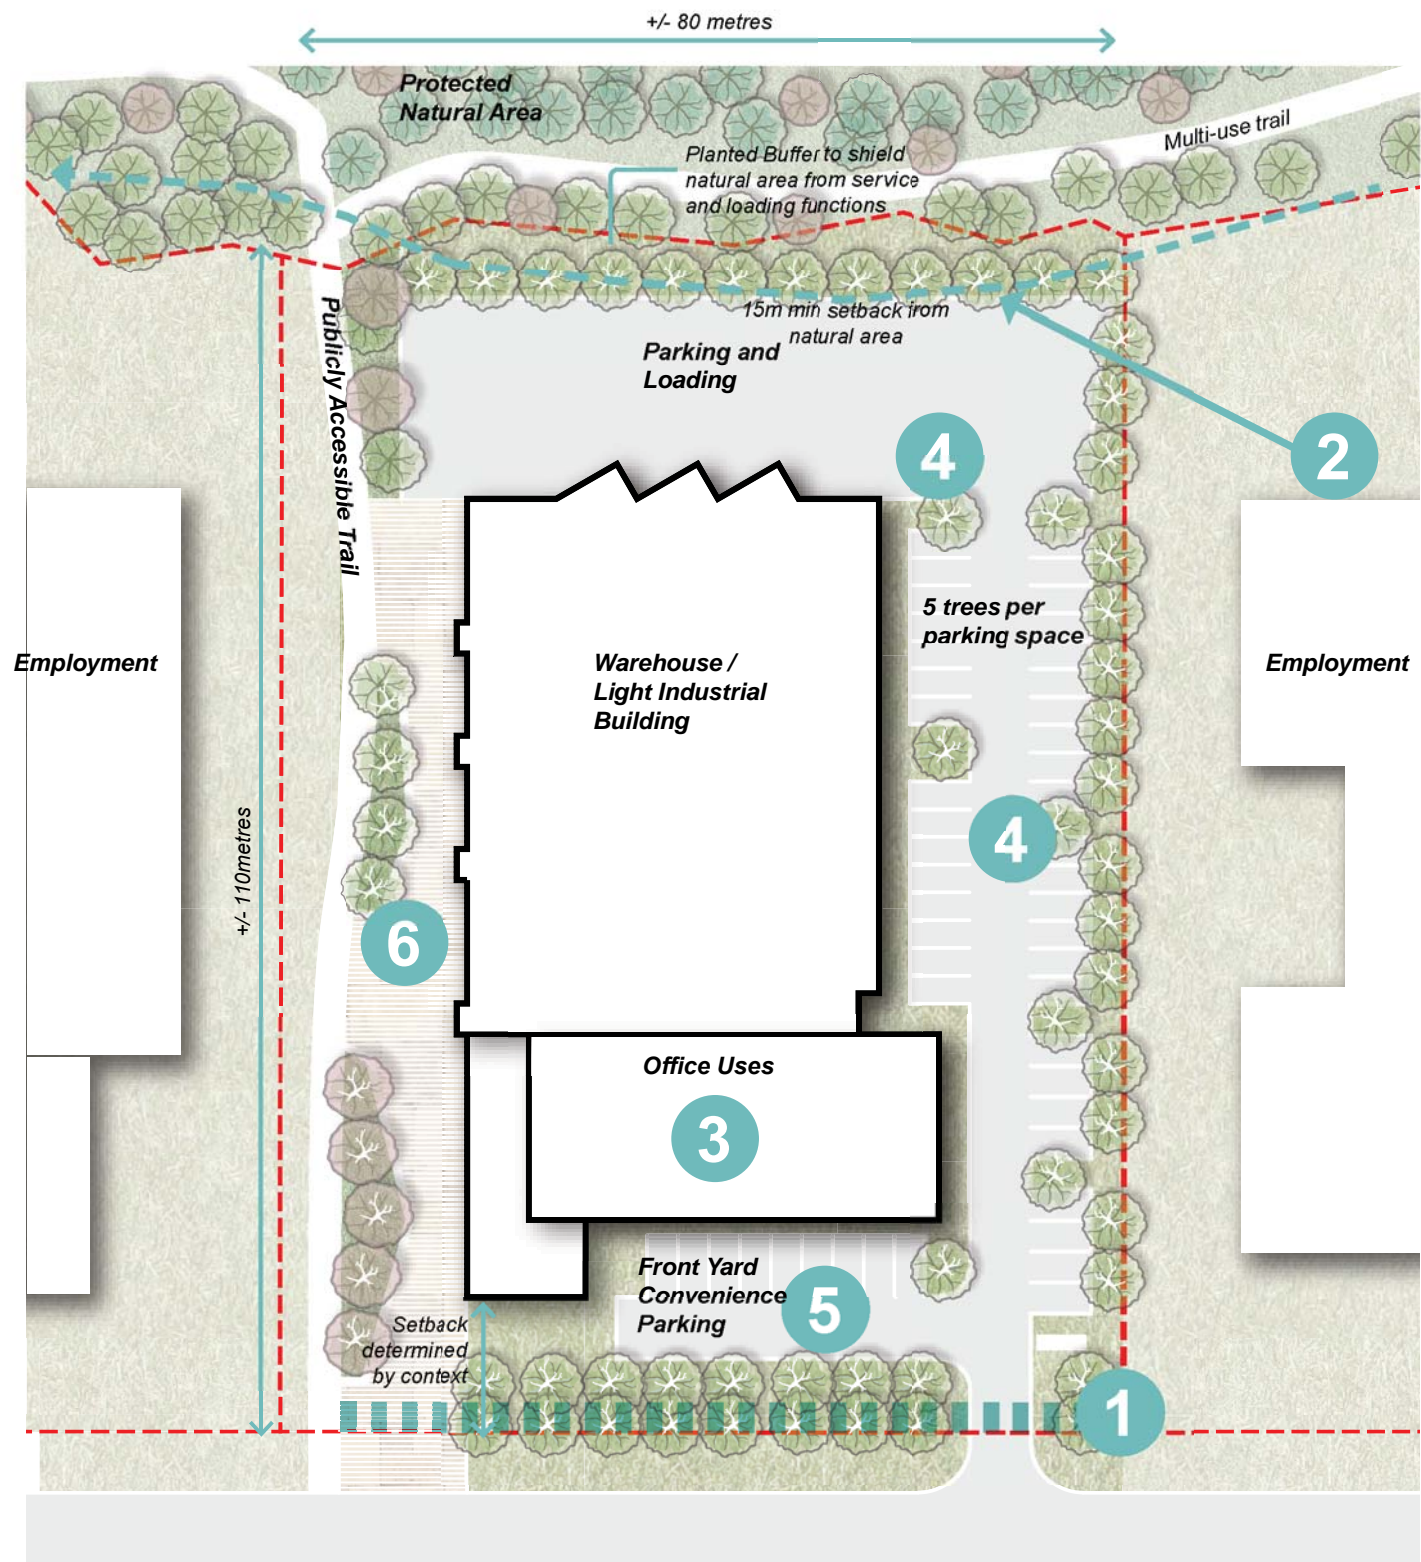 +/- 80 metres
Protected
Natural Area
Multi-use trail
Planted Buffer to shield
natural area from service
and loading functions
15m min setback from
natural area
Parking and
Loading
Publicly Accessible Trail
4
2
5 trees per
parking space
Employment
Warehouse /
Light Industrial
Building
Employment
4
+/- 110metres
6
Office Uses
3
Front Yard
Convenience
Parking
5
Setback
determined
by context
1